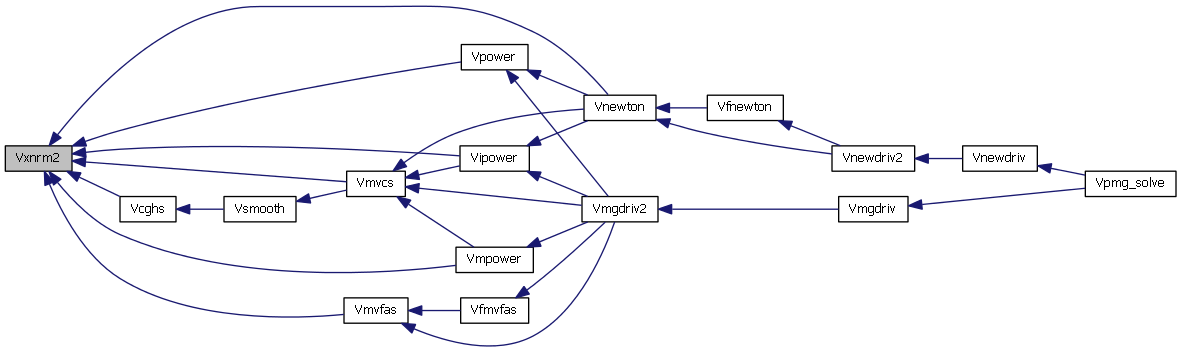 Vxnrm2
Vpower
Vnewton
Vfnewton
Vipower
Vnewdriv2
Vnewdriv
Vmvcs
Vpmg_solve
Vcghs
Vsmooth
Vmgdriv2
Vmgdriv
Vmpower
Vmvfas
Vfmvfas